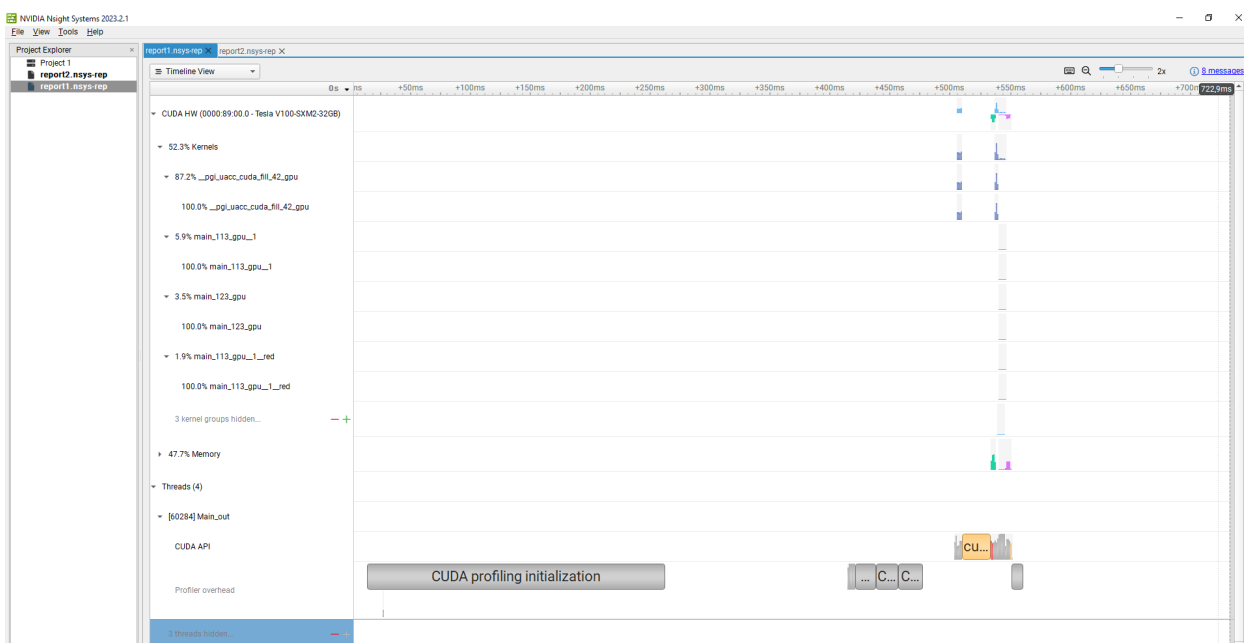 NVIDIA Nsight Systems 2023.2.1
File View Tools Help
Project Explorer
Project 1
report2.nsys-rep
report1.nsys-rep
report1.nsys-rep report2.nsys-rep
Timeline View
2x 8 messages
0s ns +50ms +100ms +150ms +200ms +250ms +300ms +350ms +400ms +450ms +500ms +550ms +600ms +650ms +700m 722,9ms
CUDA HW (0000:89:00.0 - Tesla V100-SXM2-32GB)
52.3% Kernels
87.2% __pgi_uacc_cuda_fill_42_gpu
100.0% __pgi_uacc_cuda_fill_42_gpu
5.9% main_113_gpu__1
100.0% main_113_gpu__1
3.5% main_123_gpu
100.0% main_123_gpu
1.9% main_113_gpu__1__red
100.0% main_113_gpu__1__red
3 kernel groups hidden...
47.7% Memory
Threads (4)
[60284] Main_out
CUDA API
cu...
Profiler overhead
CUDA profiling initialization
... C... C...
3 threads hidden...